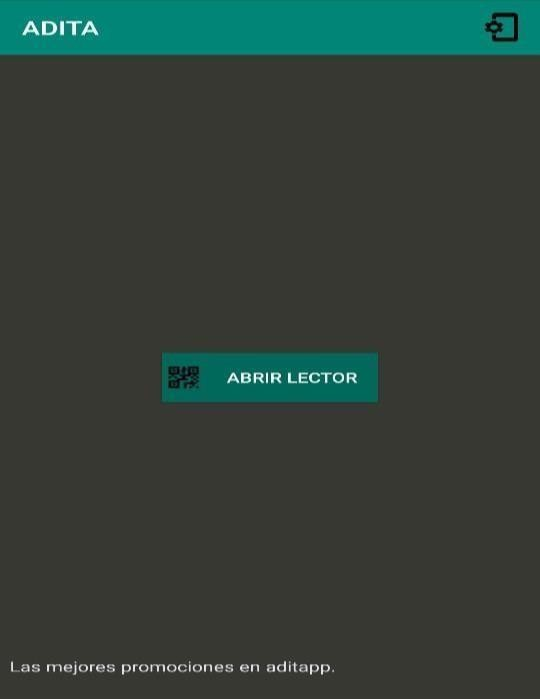 ADITA
ABRIR LECTOR
Las mejores promociones en aditapp.